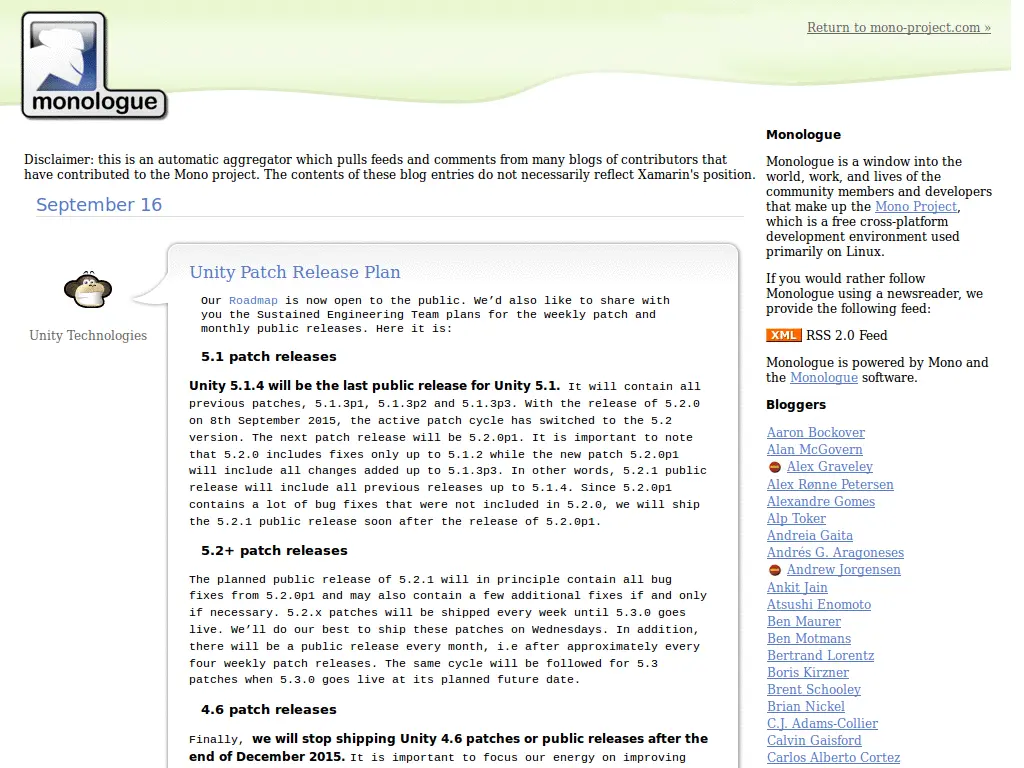 monologue
Return to mono-project.com »
Disclaimer: this is an automatic aggregator which pulls feeds and comments from many blogs of contributors that
have contributed to the Mono project. The contents of these blog entries do not necessarily reflect Xamarin's position.
September 16
Unity Technologies
Unity Patch Release Plan
Our Roadmap is now open to the public. We’d also like to share with
you the Sustained Engineering Team plans for the weekly patch and
monthly public releases. Here it is:
5.1 patch releases
Unity 5.1.4 will be the last public release for Unity 5.1. It will contain all
previous patches, 5.1.3p1, 5.1.3p2 and 5.1.3p3. With the release of 5.2.0
on 8th September 2015, the active patch cycle has switched to the 5.2
version. The next patch release will be 5.2.0p1. It is important to note
that 5.2.0 includes fixes only up to 5.1.2 while the new patch 5.2.0p1
will include all changes added up to 5.1.3p3. In other words, 5.2.1 public
release will include all previous releases up to 5.1.4. Since 5.2.0p1
contains a lot of bug fixes that were not included in 5.2.0, we will ship
the 5.2.1 public release soon after the release of 5.2.0p1.
5.2+ patch releases
The planned public release of 5.2.1 will in principle contain all bug
fixes from 5.2.0p1 and may also contain a few additional fixes if and only
if necessary. 5.2.x patches will be shipped every week until 5.3.0 goes
live. We’ll do our best to ship these patches on Wednesdays. In addition,
there will be a public release every month, i.e after approximately every
four weekly patch releases. The same cycle will be followed for 5.3
patches when 5.3.0 goes live at its planned future date.
4.6 patch releases
Finally, we will stop shipping Unity 4.6 patches or public releases after the
end of December 2015. It is important to focus our energy on improving
Monologue
Monologue is a window into the
world, work, and lives of the
community members and developers
that make up the Mono Project,
which is a free cross-platform
development environment used
primarily on Linux.
If you would rather follow
Monologue using a newsreader, we
provide the following feed:
XML RSS 2.0 Feed
Monologue is powered by Mono and
the Monologue software.
Bloggers
Aaron Bockover
Alan McGovern
Alex Graveley
Alex Rønne Petersen
Alexandre Gomes
Alp Toker
Andreia Gaita
Andrés G. Aragoneses
Andrew Jorgensen
Ankit Jain
Atsushi Enomoto
Ben Maurer
Ben Motmans
Bertrand Lorentz
Boris Kirzner
Brent Schooley
Brian Nickel
C.J. Adams-Collier
Calvin Gaisford
Carlos Alberto Cortez